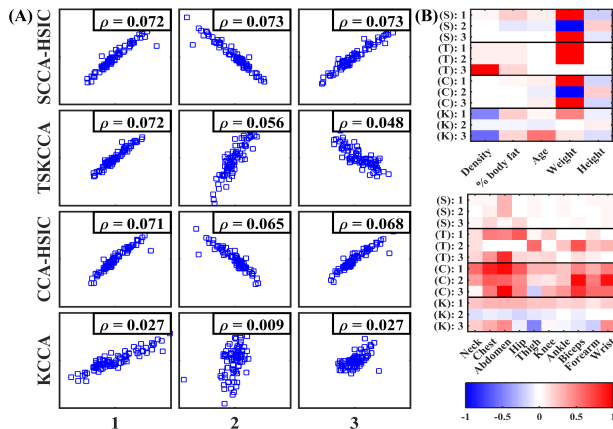 (A)
SCCA-HSIC
ρ = 0.072
ρ = 0.073
ρ = 0.073
TSKCCA
ρ = 0.072
ρ = 0.056
ρ = 0.048
CCA-HSIC
ρ = 0.071
ρ = 0.065
ρ = 0.068
KCCA
ρ = 0.027
ρ = 0.009
ρ = 0.027
1 2 3
(B)
(S): 1
(S): 2
(S): 3
(T): 1
(T): 2
(T): 3
(C): 1
(C): 2
(C): 3
(K): 1
(K): 2
(K): 3
Density
% body fat
Age
Weight
Height
(S): 1
(S): 2
(S): 3
(T): 1
(T): 2
(T): 3
(C): 1
(C): 2
(C): 3
(K): 1
(K): 2
(K): 3
Neck
Chest
Abdomen
Hip
Thigh
Knee
Ankle
Biceps
Forearm
Wrist
-1 -0.5 0 0.5 1